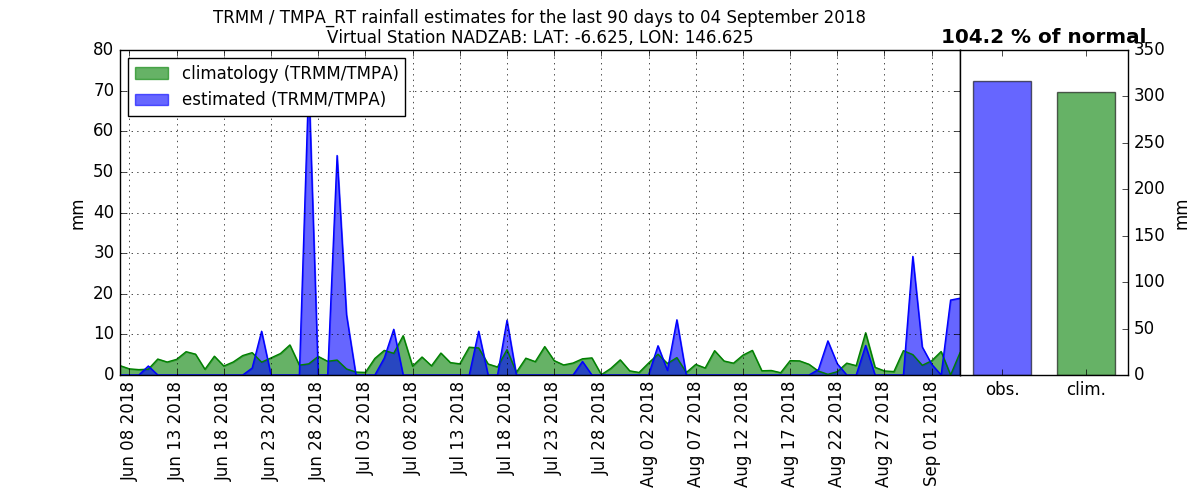 TRMM / TMPA_RT rainfall estimates for the last 90 days to 04 September 2018
Virtual Station NADZAB: LAT: -6.625, LON: 146.625
104.2 % of normal
climatology (TRMM/TMPA)
estimated (TRMM/TMPA)
80
70
60
50
40
30
20
10
0
mm
Jun 08 2018
Jun 13 2018
Jun 18 2018
Jun 23 2018
Jun 28 2018
Jul 03 2018
Jul 08 2018
Jul 13 2018
Jul 18 2018
Jul 23 2018
Jul 28 2018
Aug 02 2018
Aug 07 2018
Aug 12 2018
Aug 17 2018
Aug 22 2018
Aug 27 2018
Sep 01 2018
350
300
250
200
150
100
50
0
mm
obs.
clim.